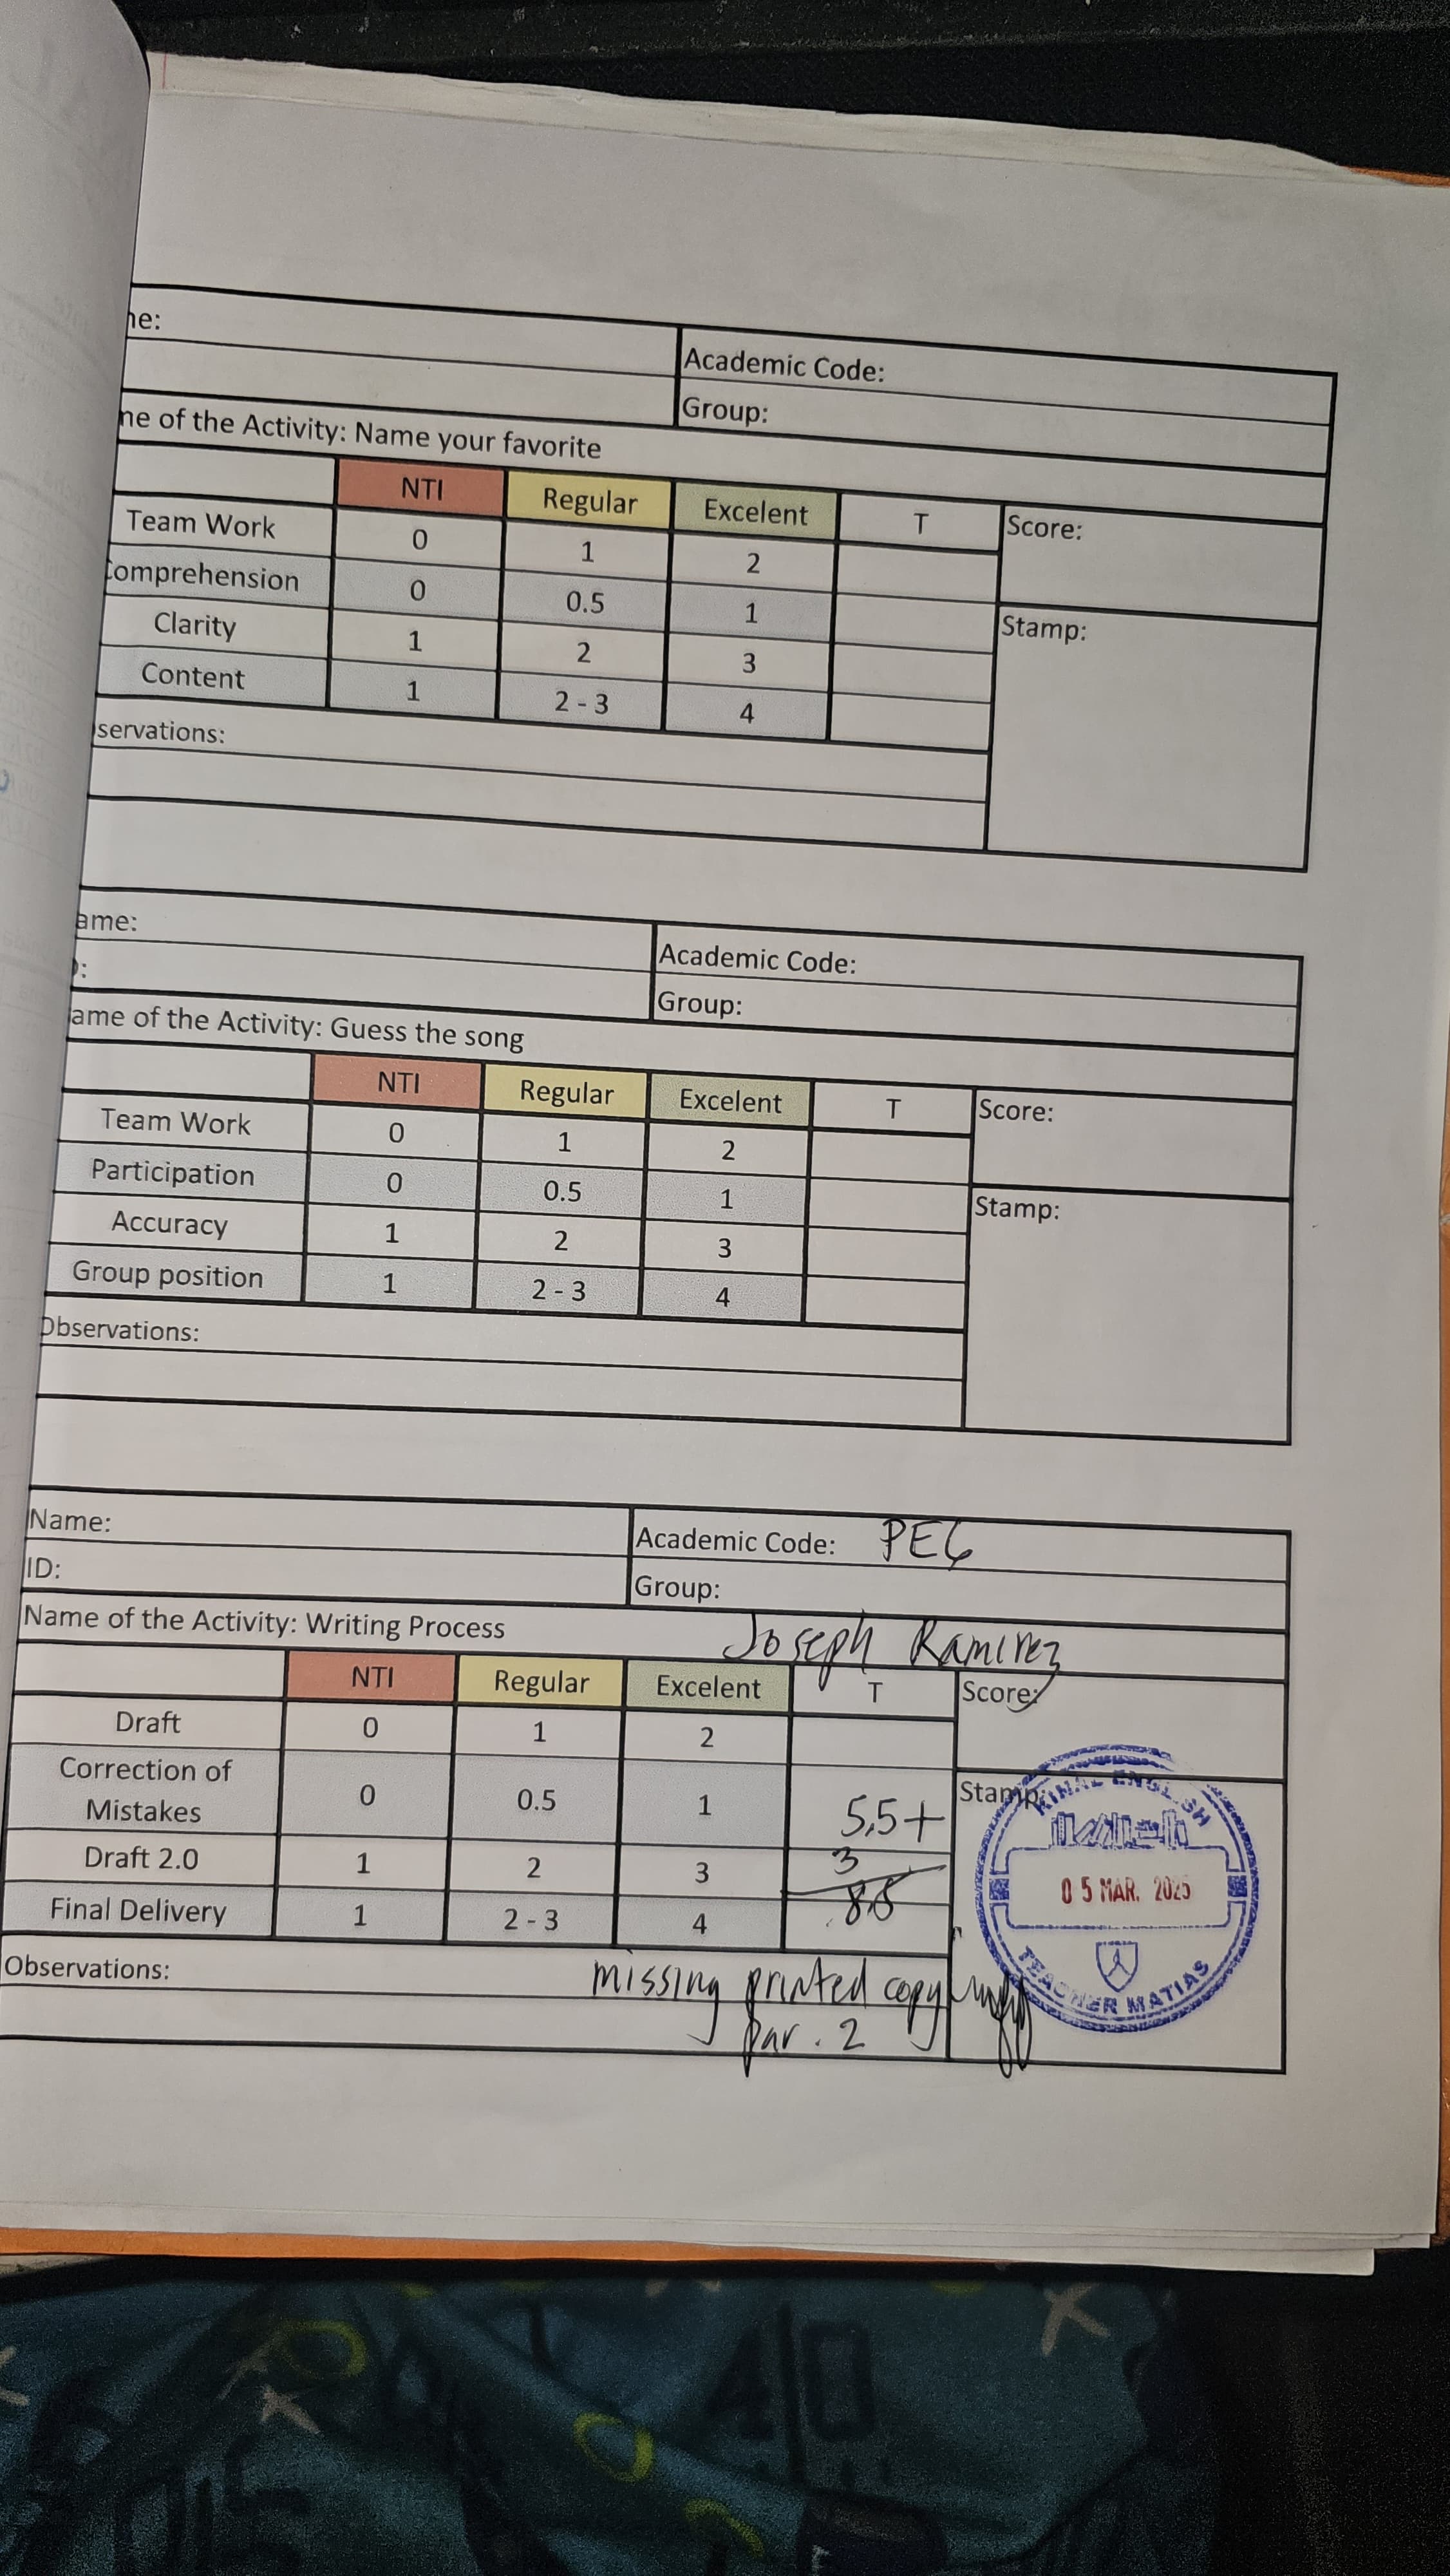 ne:
Academic Code:
Group:
ne of the Activity: Name your favorite
NTI Regular Excelent T Score:
Team Work 0 1 2
omprehension 0 0.5 1 Stamp:
Clarity 1 2 3
Content 1 2 - 3 4
servations:
ame:
Academic Code:
:
Group:
ame of the Activity: Guess the song
NTI Regular Excelent T Score:
Team Work 0 1 2
Participation 0 0.5 1 Stamp:
Accuracy 1 2 3
Group position 1 2 - 3 4
Observations:
Name:
Academic Code: PEG
ID:
Group:
Name of the Activity: Writing Process
Joseph Ramirez
NTI Regular Excelent T Score:
Draft 0 1 2
Correction of
Mistakes 0 0.5 1 5,5+ Stamp:
Draft 2.0 1 2 3 3
Final Delivery 1 2 - 3 4 8.5
ENGLISH
05 MAR. 2025
TEACHER MATIAS
Observations: missing printed copy
par. 2